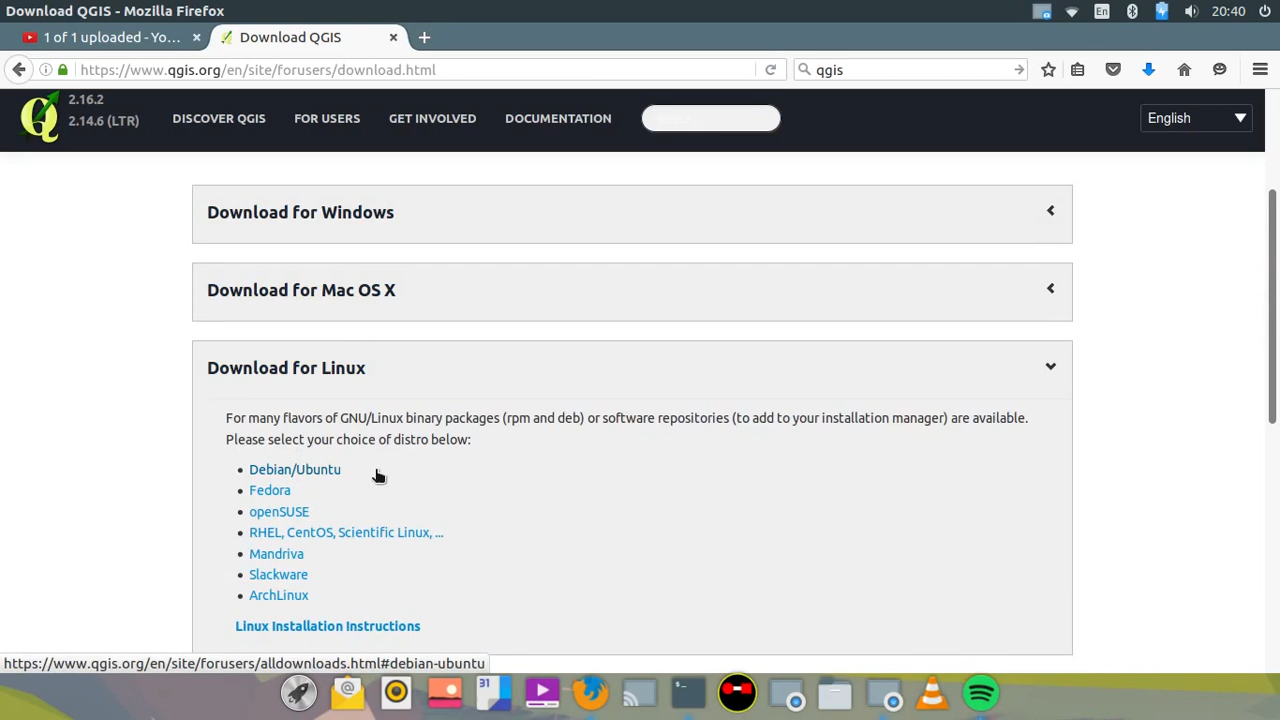 Download QGIS - Mozilla Firefox
En
20:40
1 of 1 uploaded - Yo...
Download QGIS
https://www.qgis.org/en/site/forusers/download.html
qgis
2.16.2
2.14.6 (LTR)
DISCOVER QGIS
FOR USERS
GET INVOLVED
DOCUMENTATION
English
Download for Windows
Download for Mac OS X
Download for Linux
For many flavors of GNU/Linux binary packages (rpm and deb) or software repositories (to add to your installation manager) are available.
Please select your choice of distro below:
Debian/Ubuntu
Fedora
openSUSE
RHEL, CentOS, Scientific Linux, ...
Mandriva
Slackware
ArchLinux
Linux Installation Instructions
https://www.qgis.org/en/site/forusers/alldownloads.html#debian-ubuntu
31